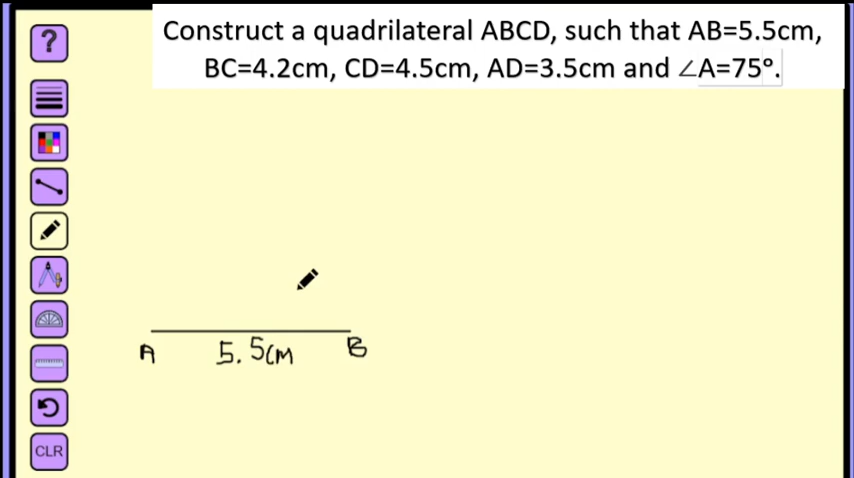 Construct a quadrilateral ABCD, such that AB=5.5cm,
BC=4.2cm, CD=4.5cm, AD=3.5cm and ∠A=75°.
?
A 5.5cm B
CLR